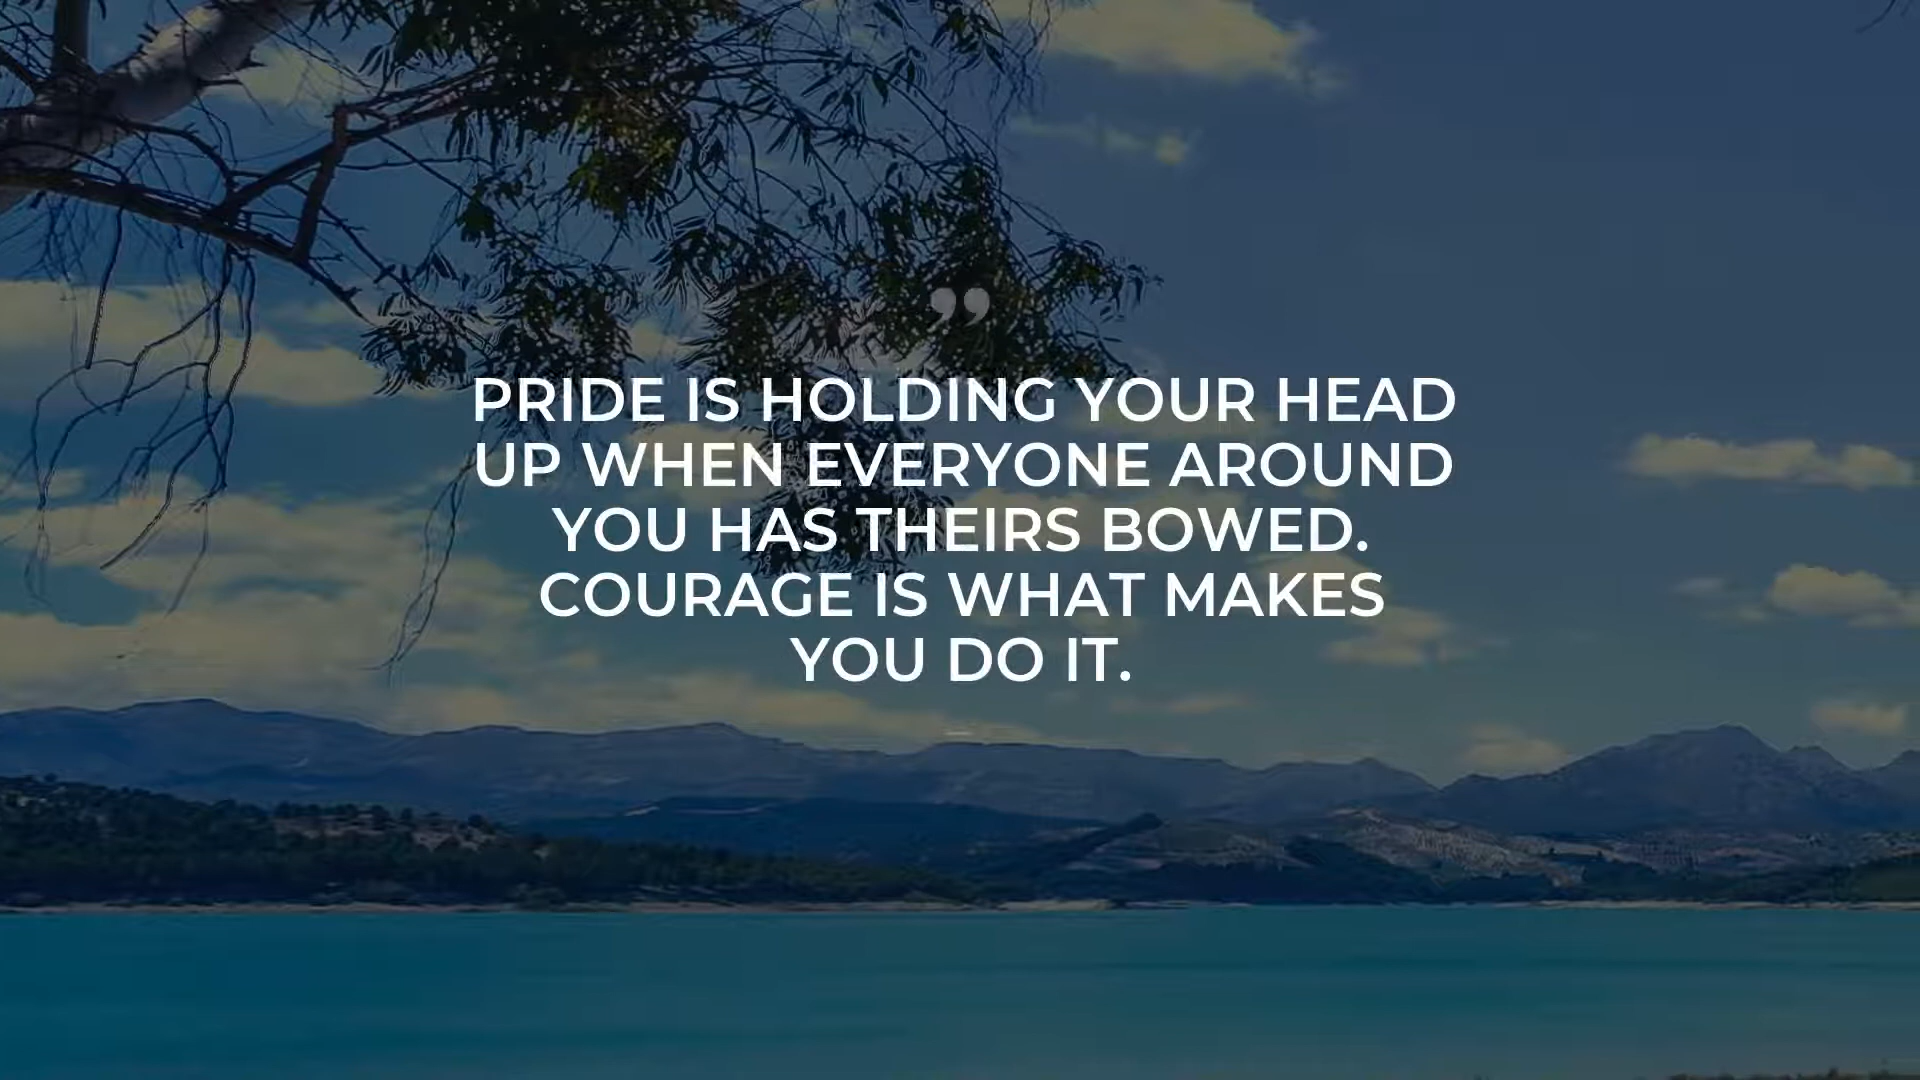 ”
PRIDE IS HOLDING YOUR HEAD
UP WHEN EVERYONE AROUND
YOU HAS THEIRS BOWED.
COURAGE IS WHAT MAKES
YOU DO IT.